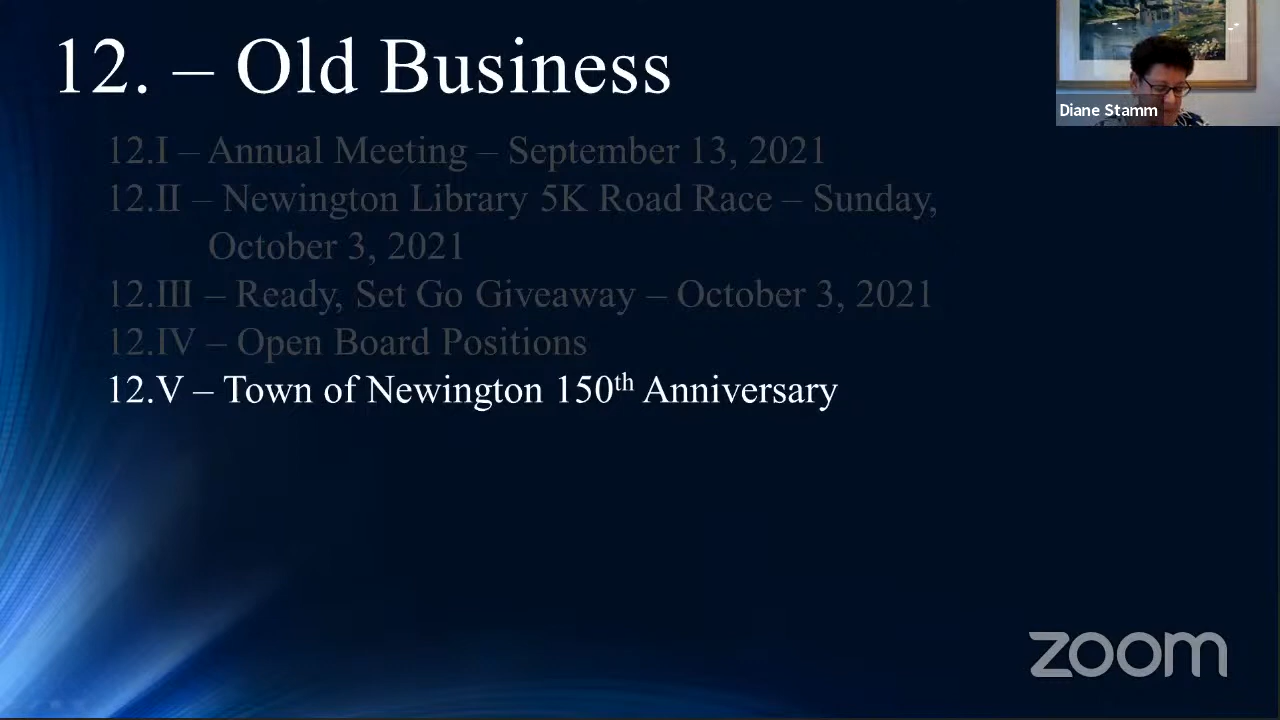 12. – Old Business
Diane Stamm
12.I – Annual Meeting – September 13, 2021
12.II – Newington Library 5K Road Race – Sunday,
October 3, 2021
12.III – Ready, Set Go Giveaway – October 3, 2021
12.IV – Open Board Positions
12.V – Town of Newington 150th Anniversary
zoom